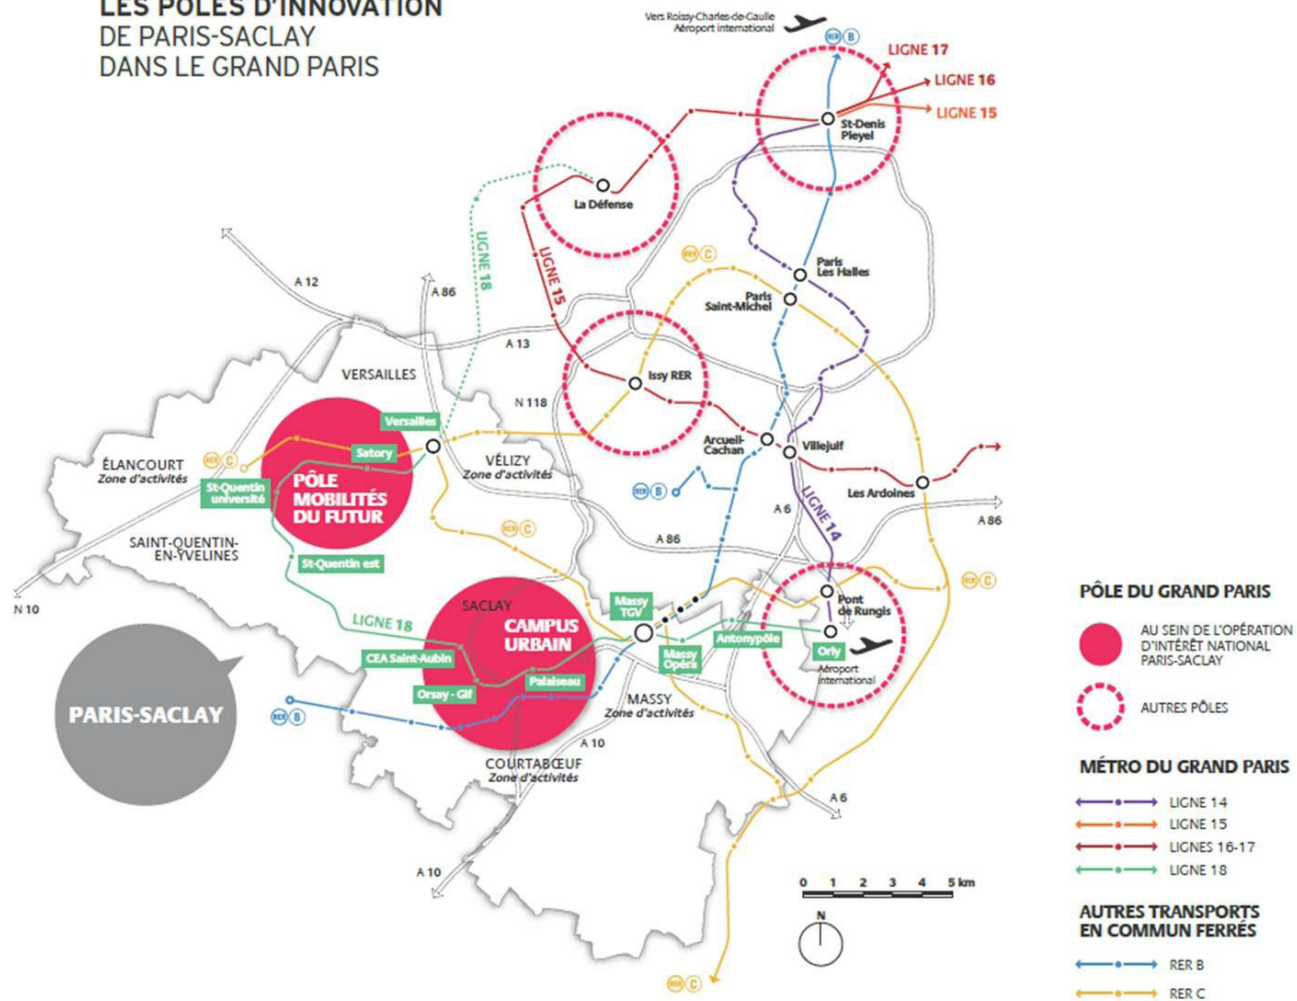 LES PÔLES D'INNOVATION
DE PARIS-SACLAY
DANS LE GRAND PARIS
Vers Roissy-Charles-de-Gaulle
Aéroport international
RER B
LIGNE 17
LIGNE 16
LIGNE 15
St-Denis
Pleyel
La Défense
LIGNE 18
LIGNE 15
RER C
Paris
Les Halles
Paris
Saint-Michel
A 12
A 86
A 13
N 118
Issy RER
VERSAILLES
Versailles
Satory
RER C
ÉLANCOURT
Zone d'activités
St-Quentin
université
PÔLE
MOBILITÉS
DU FUTUR
VÉLIZY
Zone d'activités
Arcueil-
Cachan
Villejuif
Les Ardoines
RER B
A 6
LIGNE 14
A 86
A 86
SAINT-QUENTIN-
EN-YVELINES
St-Quentin est
RER C
N 10
LIGNE 18
SACLAY
CAMPUS
URBAIN
Massy
TGV
RER C
Pont
de Rungis
Antonypôle
Orly
Aéroport
international
Massy
Opéra
CEA Saint-Aubin
Orsay - Gif
Palaiseau
RER B
PARIS-SACLAY
MASSY
Zone d'activités
A 10
COURTABŒUF
Zone d'activités
A 6
A 10
RER C
0 1 2 3 4 5 km
N
PÔLE DU GRAND PARIS
AU SEIN DE L'OPÉRATION
D'INTÉRÊT NATIONAL
PARIS-SACLAY
AUTRES PÔLES
MÉTRO DU GRAND PARIS
LIGNE 14
LIGNE 15
LIGNES 16-17
LIGNE 18
AUTRES TRANSPORTS
EN COMMUN FERRÉS
RER B
RER C